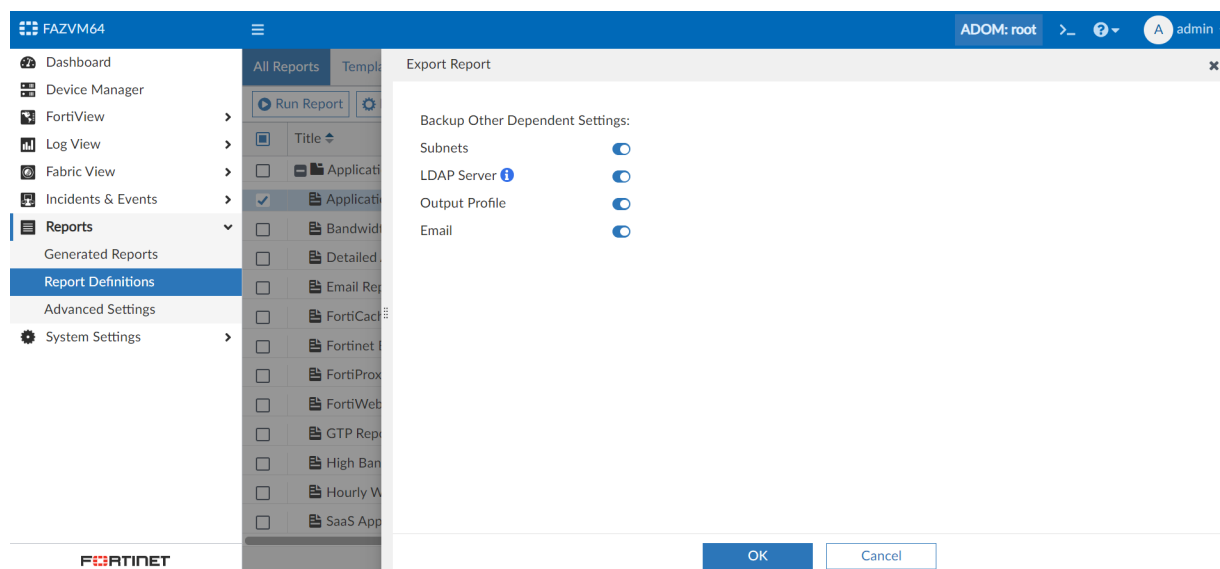 FAZVM64
ADOM: root
>_
A admin
Dashboard
Device Manager
FortiView
Log View
Fabric View
Incidents & Events
Reports
Generated Reports
Report Definitions
Advanced Settings
System Settings
FORTINET
All Reports
Run Report
Title
Bandwidt
Detailed
Email Rep
FortiCach
Fortinet
FortiProx
FortiWeb
GTP Repo
High Ban
Hourly W
SaaS App
Export Report
Backup Other Dependent Settings:
Subnets
LDAP Server
Output Profile
Email
OK
Cancel